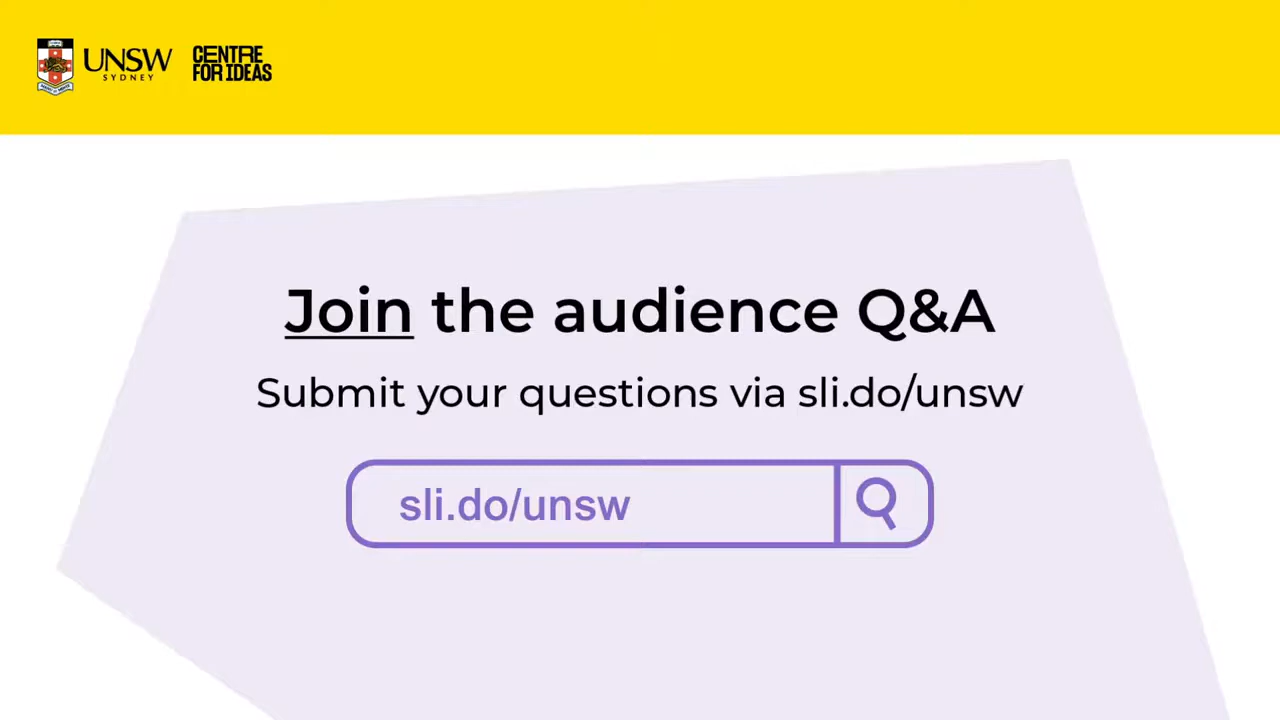 UNSW
SYDNEY
CENTRE
FOR IDEAS
Join the audience Q&A
Submit your questions via sli.do/unsw
sli.do/unsw